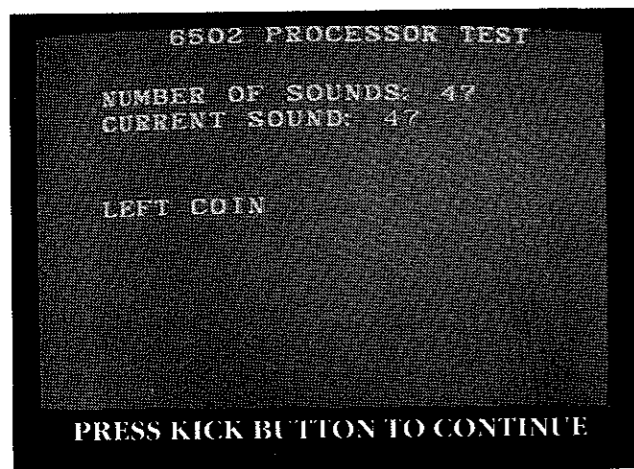 6502 PROCESSOR TEST
NUMBER OF SOUNDS: 47
CURRENT SOUND: 47
LEFT COIN
PRESS KICK BUTTON TO CONTINUE